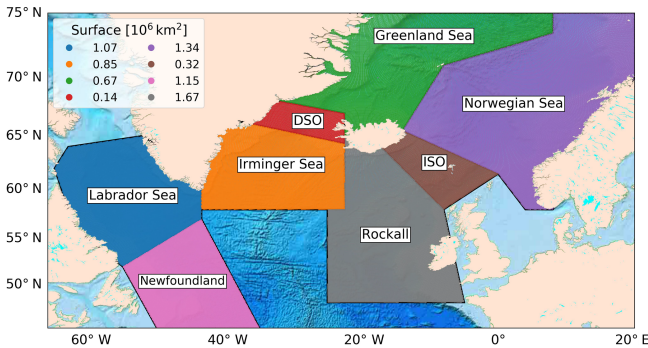 75° N
70° N
65° N
60° N
55° N
50° N
Surface [10⁶ km²]
1.07 1.34
0.85 0.32
0.67 1.15
0.14 1.67
Greenland Sea
Norwegian Sea
DSO
ISO
Irminger Sea
Labrador Sea
Rockall
Newfoundland
60° W 40° W 20° W 0° 20° E